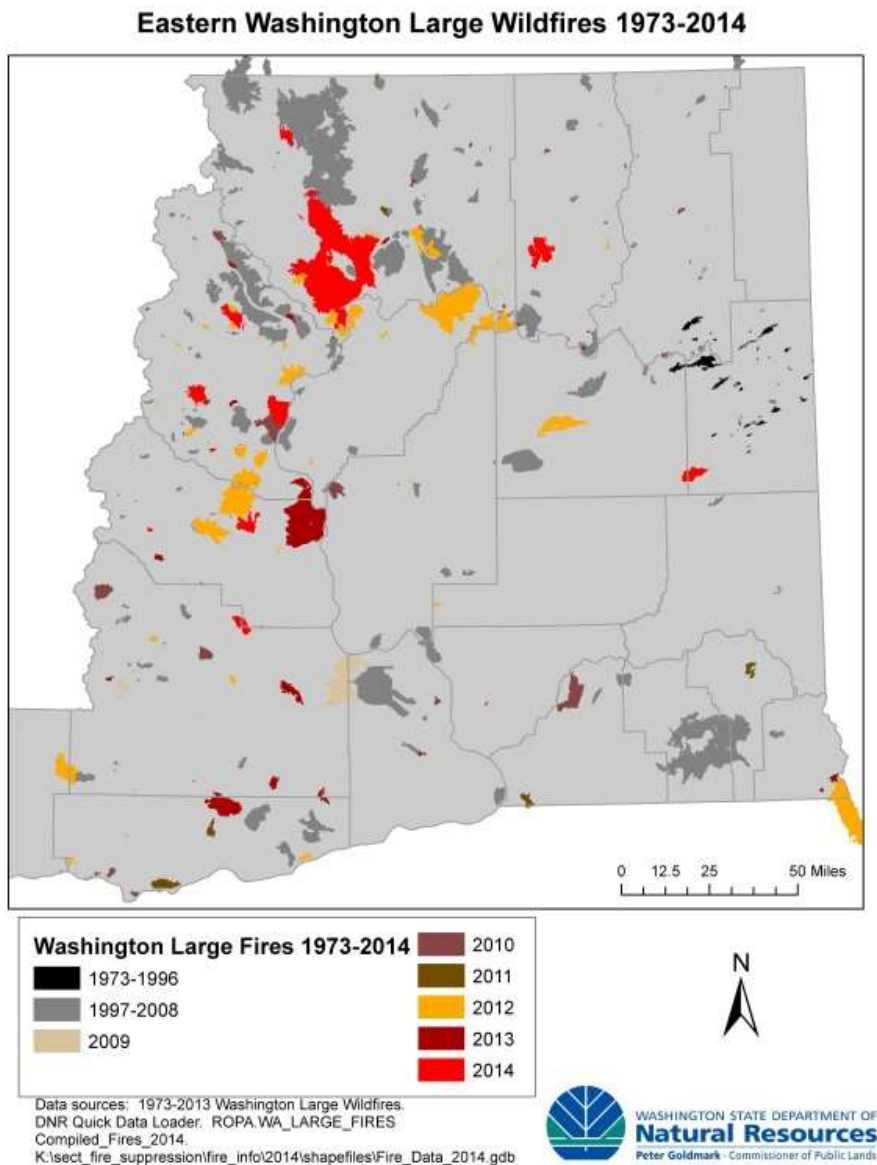 Eastern Washington Large Wildfires 1973-2014
0 12.5 25 50 Miles
Washington Large Fires 1973-2014
1973-1996
1997-2008
2009
2010
2011
2012
2013
2014
N
Data sources: 1973-2013 Washington Large Wildfires.
DNR Quick Data Loader. ROPA.WA_LARGE_FIRES
Compiled_Fires_2014.
K:\sect_fire_suppression\fire_info\2014\shapefiles\Fire_Data_2014.gdb
WASHINGTON STATE DEPARTMENT OF
Natural Resources
Peter Goldmark - Commissioner of Public Lands